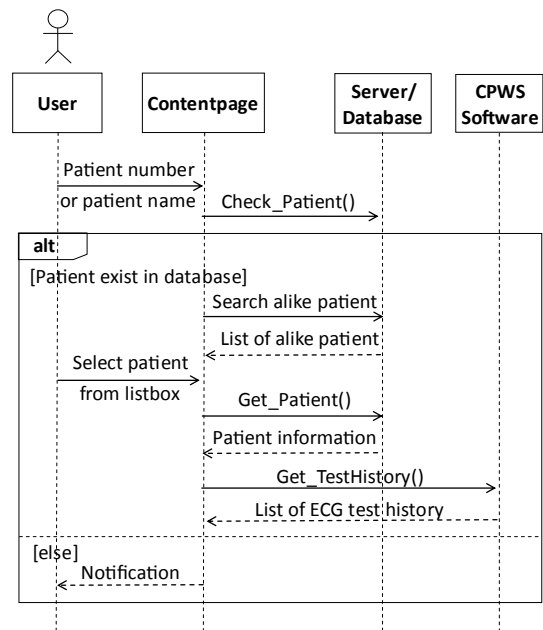 User
Contentpage
Server/
Database
CPWS
Software
Patient number
or patient name
Check_Patient()
alt
[Patient exist in database]
Search alike patient
List of alike patient
Select patient
from listbox
Get_Patient()
Patient information
Get_TestHistory()
List of ECG test history
[else]
Notification